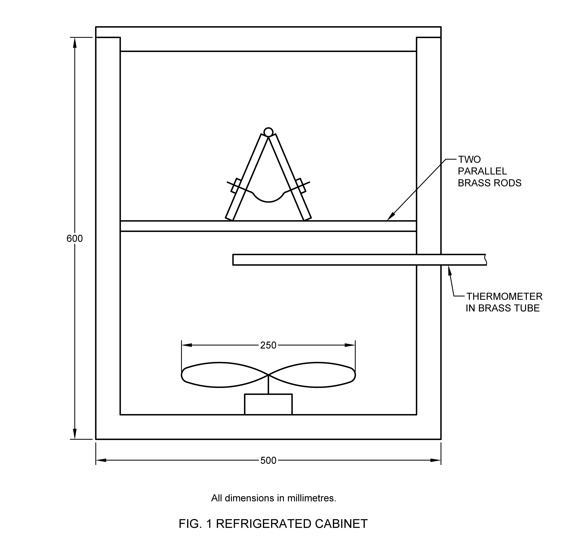 TWO
PARALLEL
BRASS RODS
600
THERMOMETER
IN BRASS TUBE
250
500
All dimensions in millimetres.
FIG. 1 REFRIGERATED CABINET